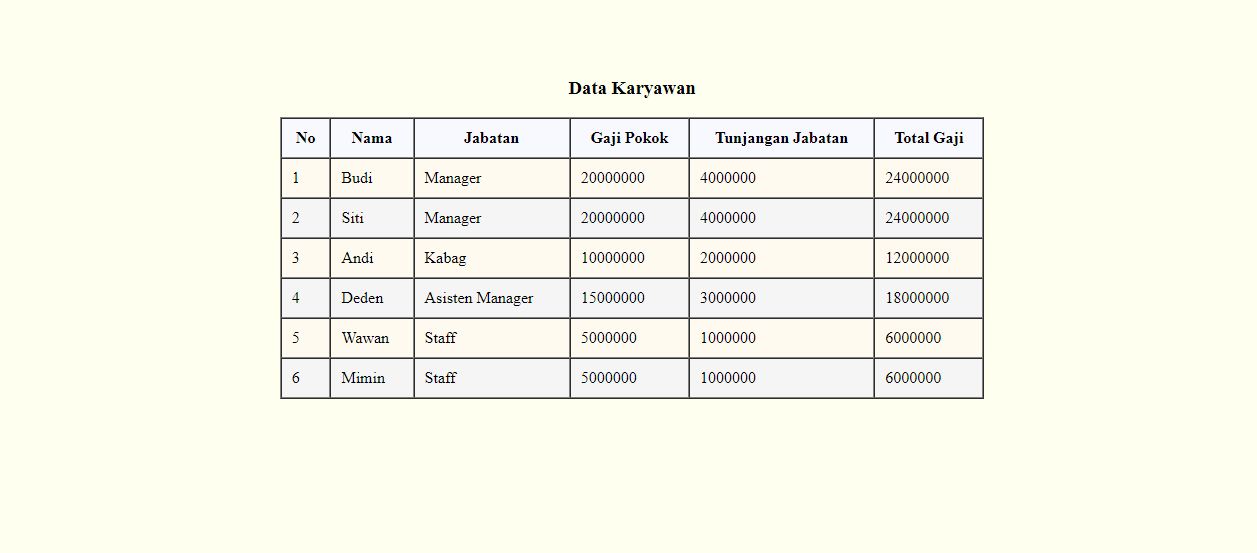 Data Karyawan
No Nama Jabatan Gaji Pokok Tunjangan Jabatan Total Gaji
1 Budi Manager 20000000 4000000 24000000
2 Siti Manager 20000000 4000000 24000000
3 Andi Kabag 10000000 2000000 12000000
4 Deden Asisten Manager 15000000 3000000 18000000
5 Wawan Staff 5000000 1000000 6000000
6 Mimin Staff 5000000 1000000 6000000